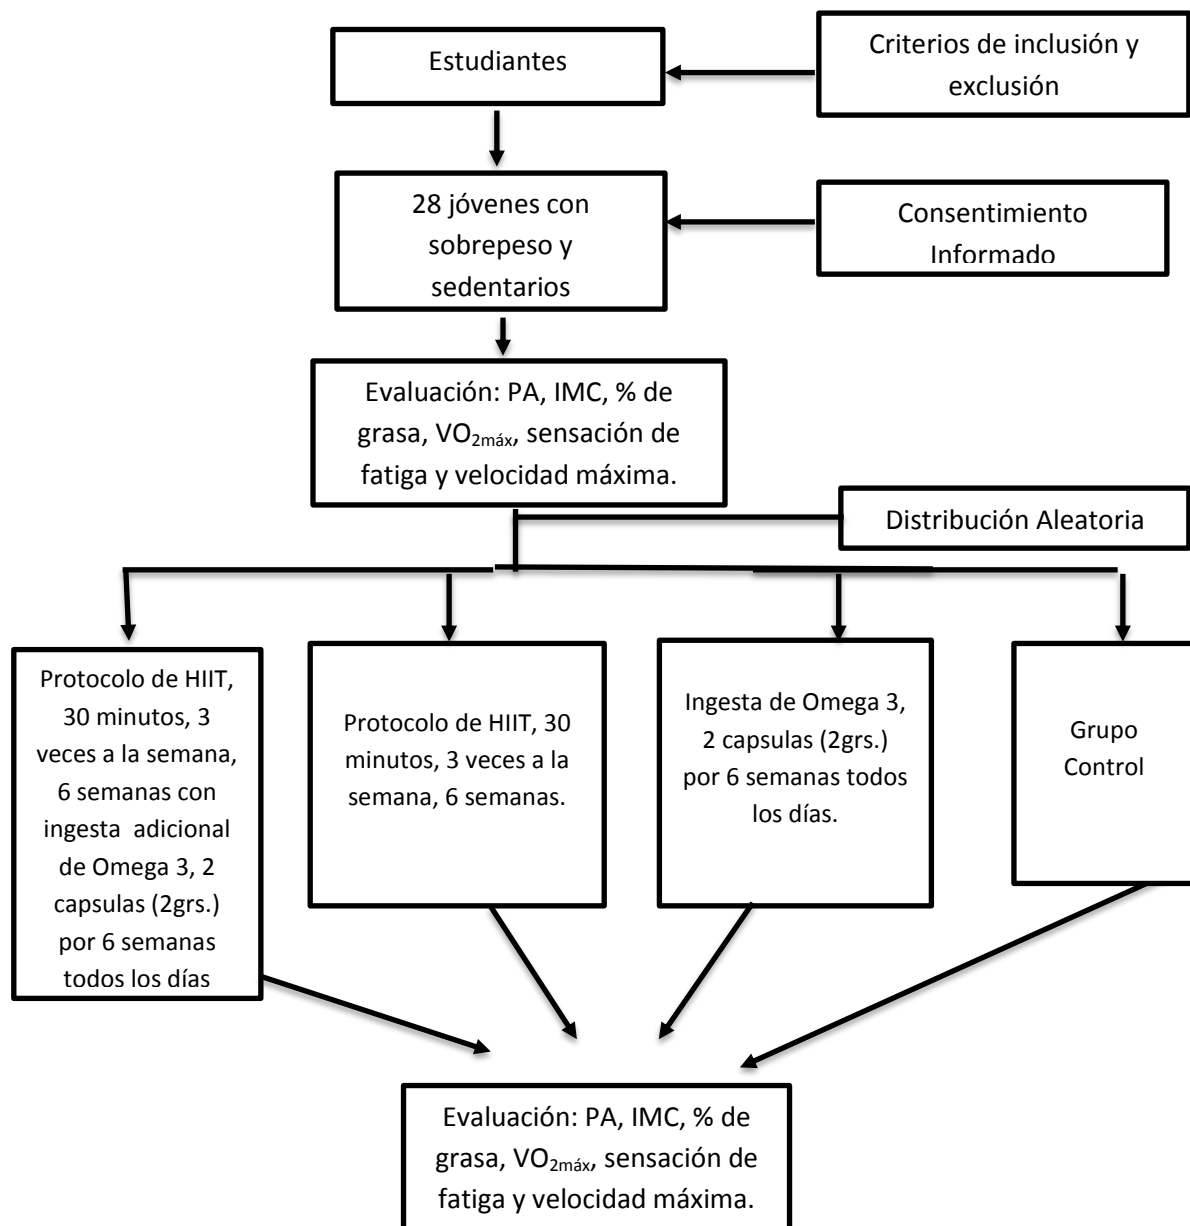 Estudiantes
Criterios de inclusión y
exclusión
28 jóvenes con
sobrepeso y
sedentarios
Consentimiento
Informado
Evaluación: PA, IMC, % de
grasa, VO2máx, sensación de
fatiga y velocidad máxima.
Distribución Aleatoria
Protocolo de HIIT,
30 minutos, 3
veces a la semana,
6 semanas con
ingesta adicional
de Omega 3, 2
capsulas (2grs.)
por 6 semanas
todos los días
Protocolo de HIIT, 30
minutos, 3 veces a la
semana, 6 semanas.
Ingesta de Omega 3,
2 capsulas (2grs.)
por 6 semanas todos
los días.
Grupo
Control
Evaluación: PA, IMC, % de
grasa, VO2máx, sensación de
fatiga y velocidad máxima.